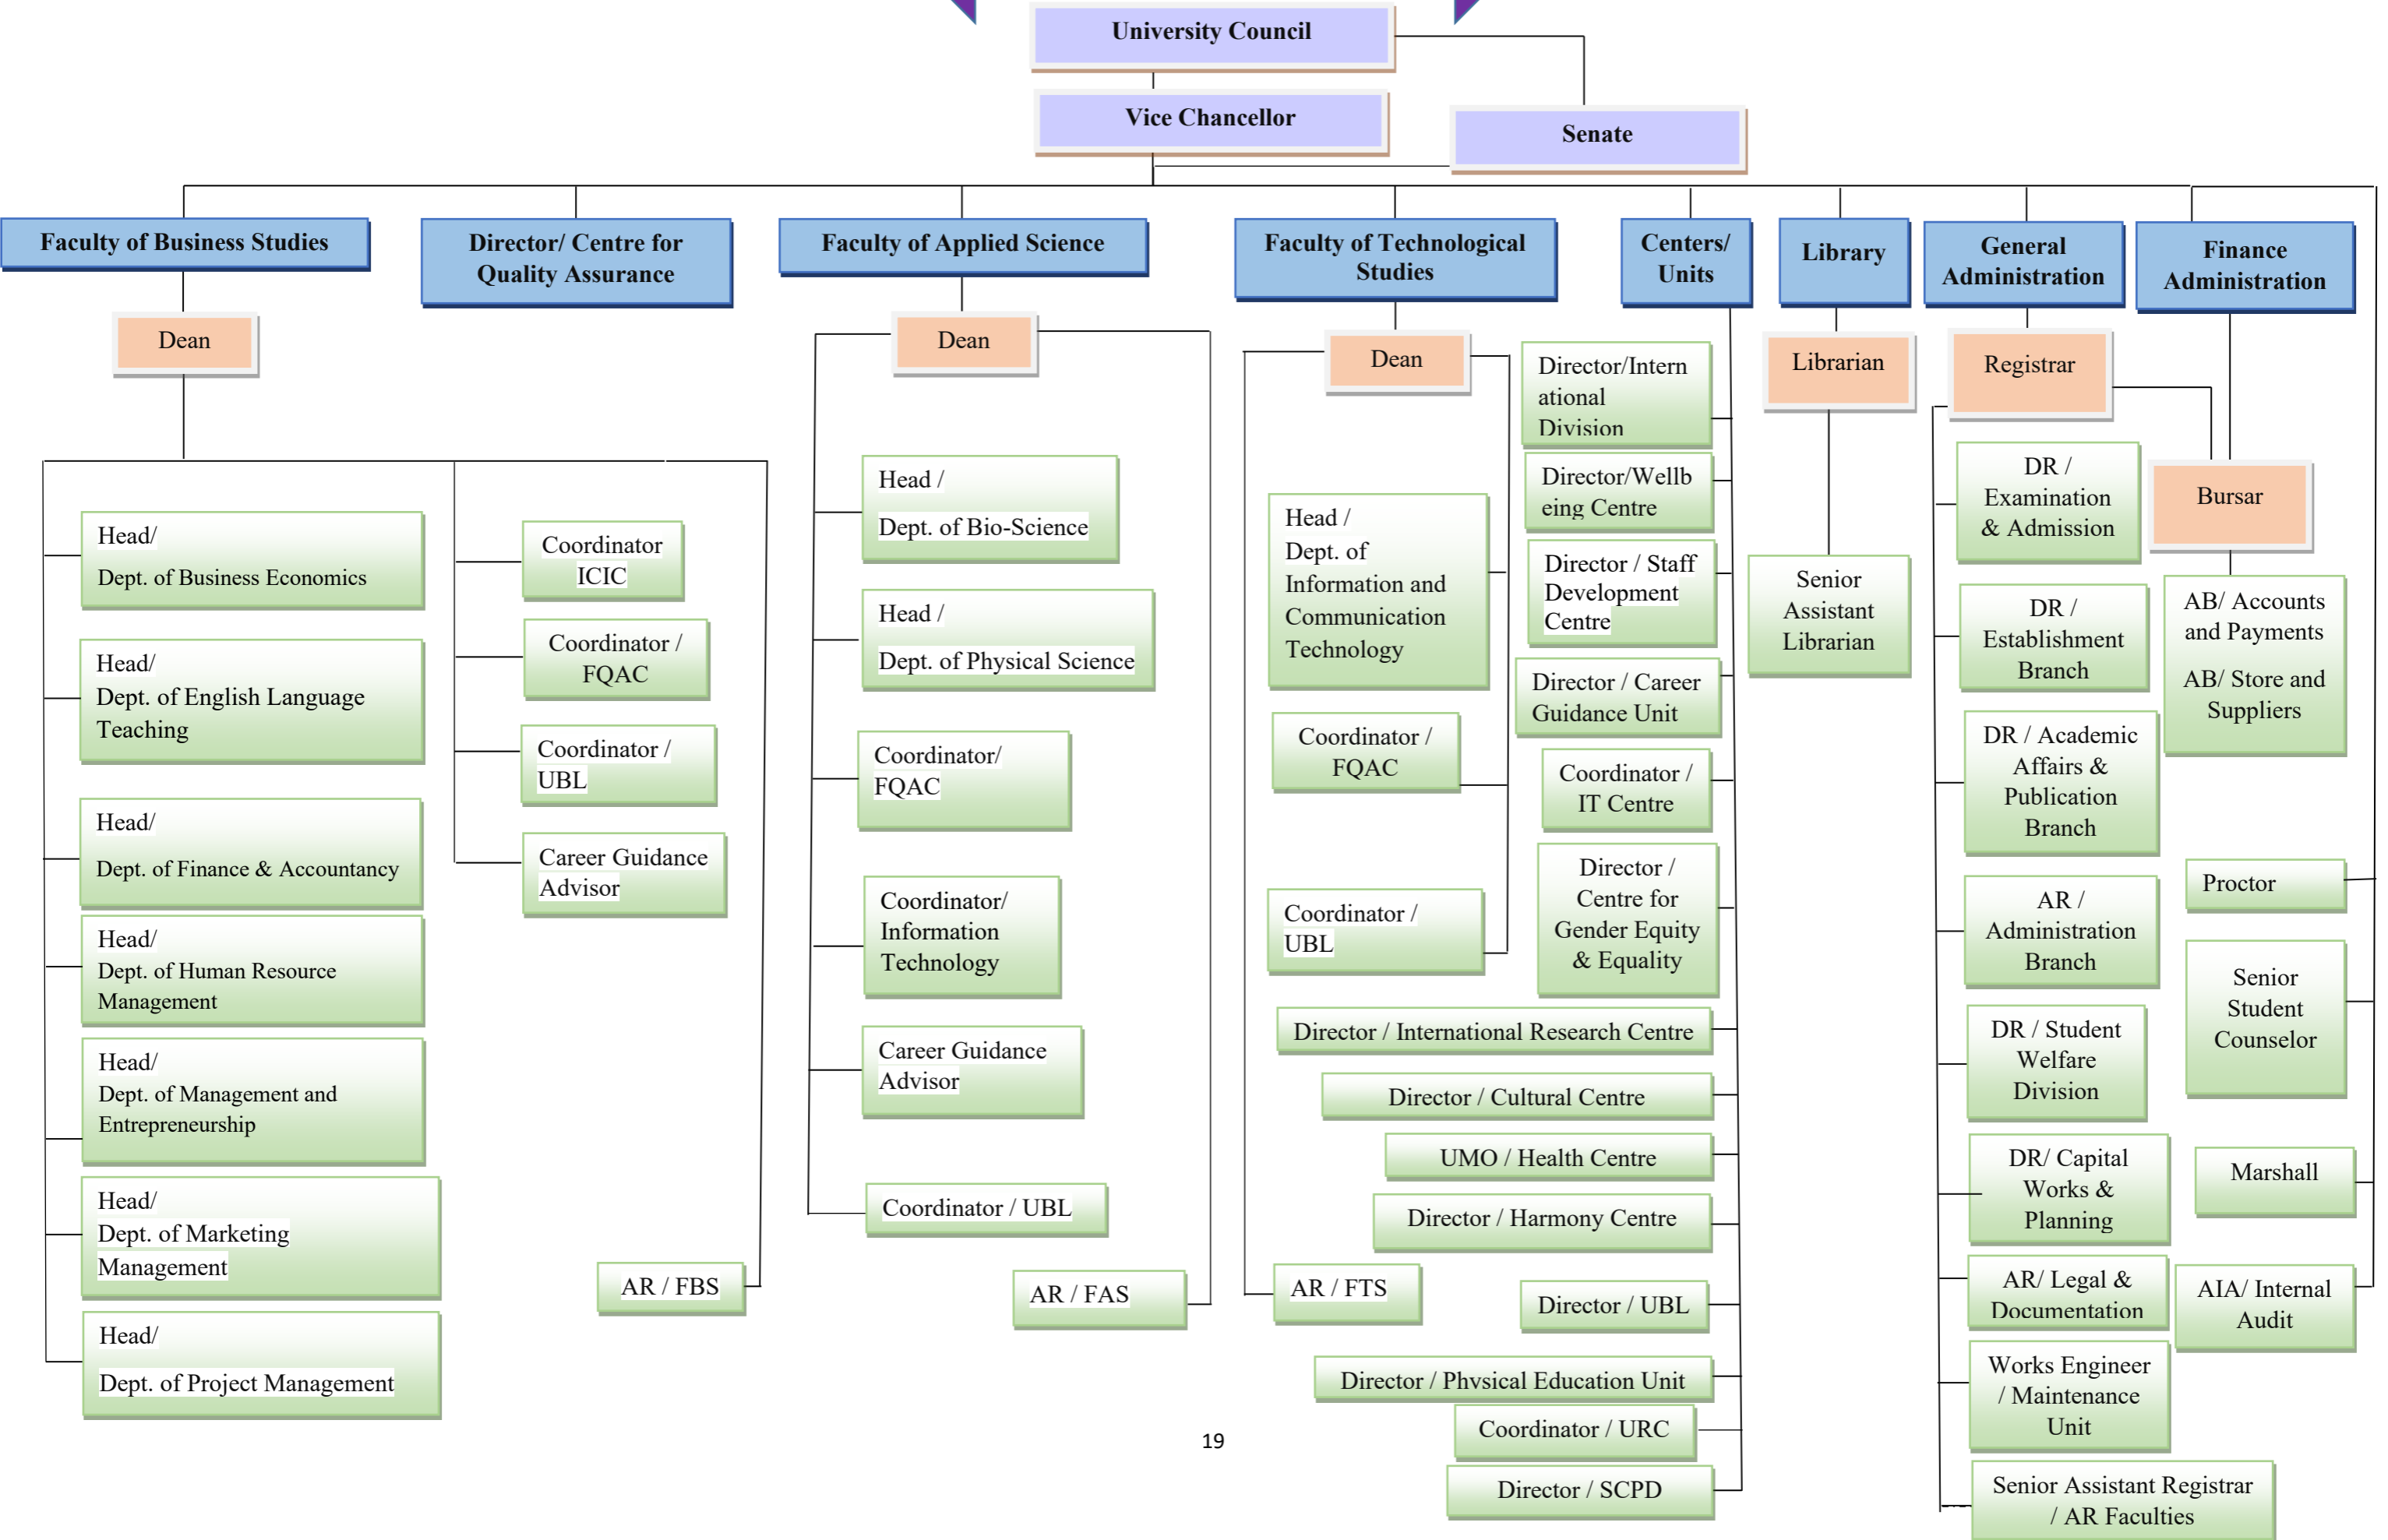 University Council
Vice Chancellor
Senate
Faculty of Business Studies
Director/ Centre for
Quality Assurance
Faculty of Applied Science
Faculty of Technological
Studies
Centers/
Units
Library
General
Administration
Finance
Administration
Dean
Head/
Dept. of Business Economics
Head/
Dept. of English Language
Teaching
Head/
Dept. of Finance & Accountancy
Head/
Dept. of Human Resource
Management
Head/
Dept. of Management and
Entrepreneurship
Head/
Dept. of Marketing
Management
Head/
Dept. of Project Management
Coordinator
ICIC
Coordinator /
FQAC
Coordinator /
UBL
Career Guidance
Advisor
AR / FBS
Dean
Head /
Dept. of Bio-Science
Head /
Dept. of Physical Science
Coordinator/
FQAC
Coordinator/
Information
Technology
Career Guidance
Advisor
Coordinator / UBL
AR / FAS
Dean
Head /
Dept. of
Information and
Communication
Technology
Coordinator /
FQAC
Coordinator /
UBL
AR / FTS
Director/Intern
ational
Division
Director/Wellb
eing Centre
Director / Staff
Development
Centre
Director / Career
Guidance Unit
Coordinator /
IT Centre
Director /
Centre for
Gender Equity
& Equality
Director / International Research Centre
Director / Cultural Centre
UMO / Health Centre
Director / Harmony Centre
Director / UBL
Director / Physical Education Unit
Coordinator / URC
Director / SCPD
Librarian
Senior
Assistant
Librarian
Registrar
DR /
Examination
& Admission
DR /
Establishment
Branch
DR / Academic
Affairs &
Publication
Branch
AR /
Administration
Branch
DR / Student
Welfare
Division
DR/ Capital
Works &
Planning
AR/ Legal &
Documentation
Works Engineer
/ Maintenance
Unit
Senior Assistant Registrar
/ AR Faculties
Bursar
AB/ Accounts
and Payments
AB/ Store and
Suppliers
Proctor
Senior
Student
Counselor
Marshall
AIA/ Internal
Audit
19